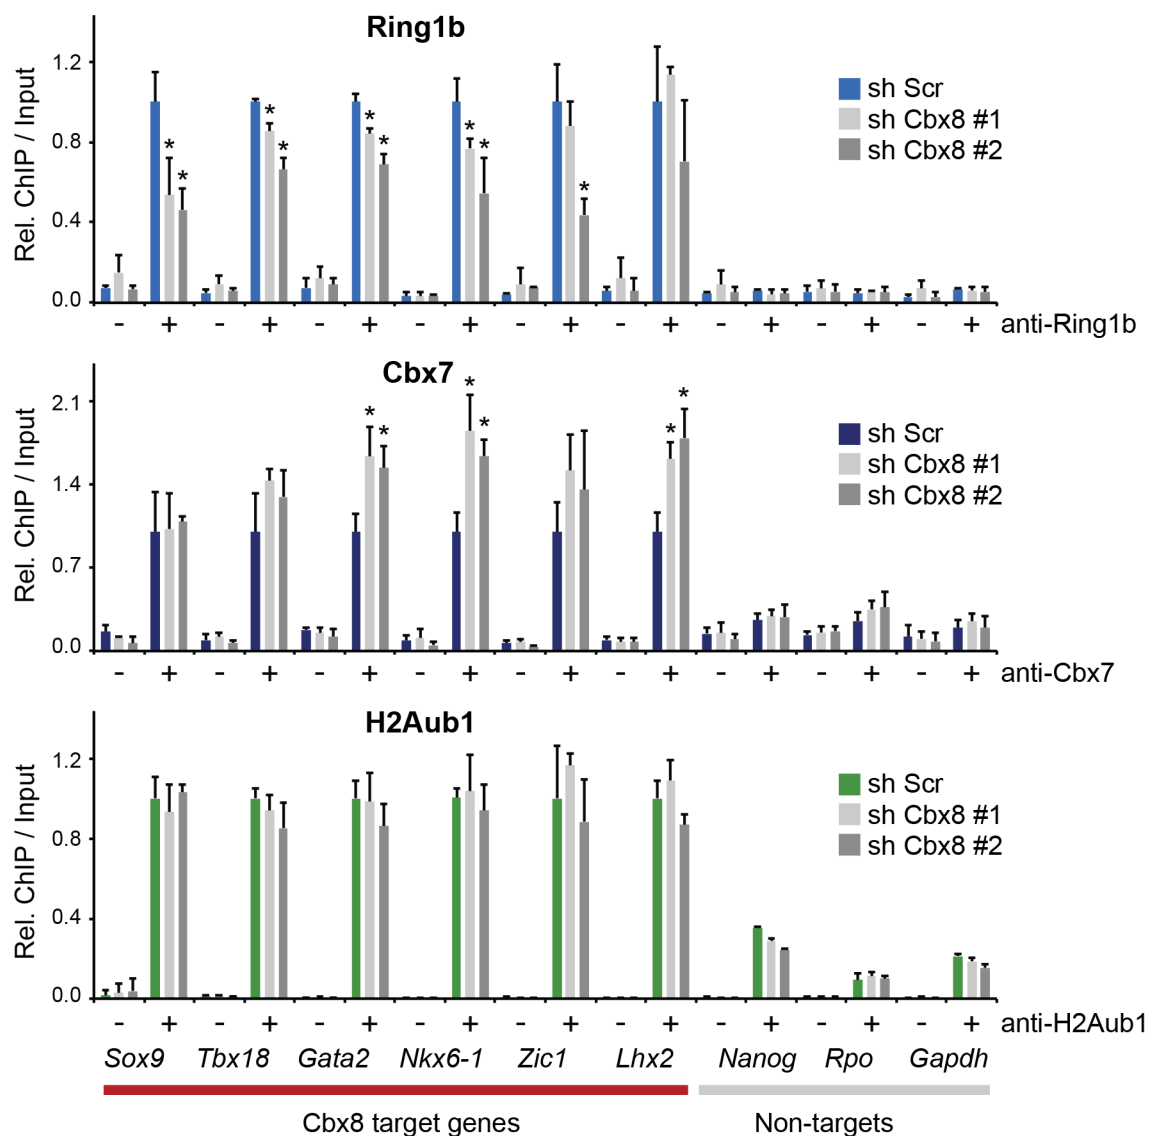 Ring1b
Rel. ChIP / Input
1.2
0.8
0.4
0.0
sh Scr
sh Cbx8 #1
sh Cbx8 #2
* * * * * * * * *
- + - + - + - + - + - + - + - + - + anti-Ring1b
Cbx7
Rel. ChIP / Input
2.1
1.4
0.7
0.0
sh Scr
sh Cbx8 #1
sh Cbx8 #2
* * * * * *
- + - + - + - + - + - + - + - + - + anti-Cbx7
H2Aub1
Rel. ChIP / Input
1.2
0.8
0.4
0.0
sh Scr
sh Cbx8 #1
sh Cbx8 #2
- + - + - + - + - + - + - + - + - + anti-H2Aub1
Sox9 Tbx18 Gata2 Nkx6-1 Zic1 Lhx2 Nanog Rpo Gapdh
Cbx8 target genes Non-targets